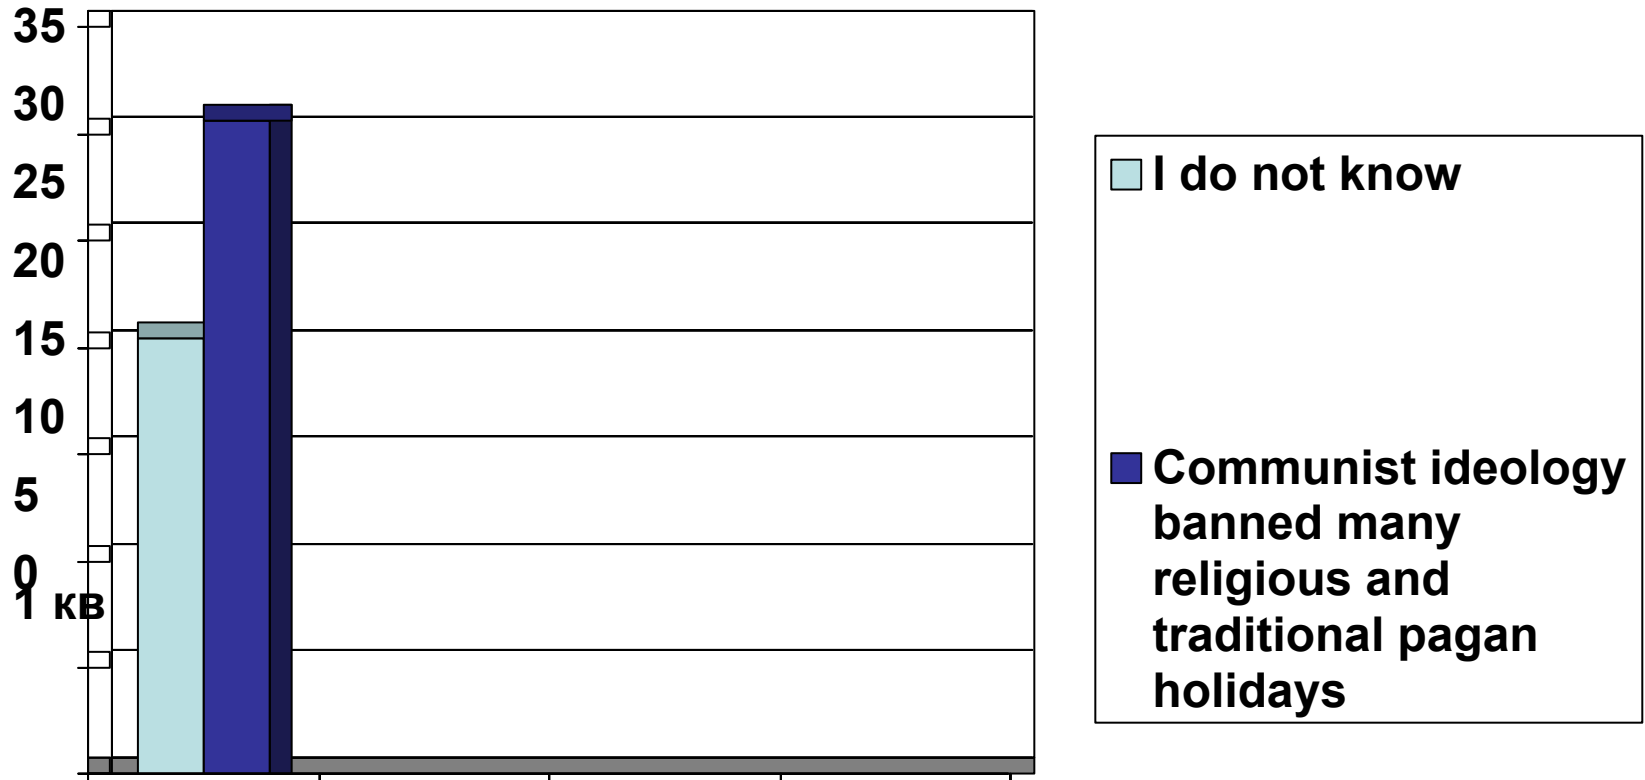 35
30
25
20
15
10
5
0
1 кв
I do not know
Communist ideology
banned many
religious and
traditional pagan
holidays